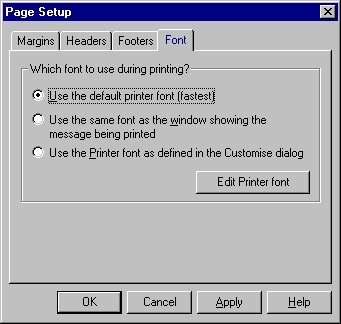 Page Setup
Margins Headers Footers Font
Which font to use during printing?
Use the default printer font (fastest)
Use the same font as the window showing the
message being printed
Use the Printer font as defined in the Customise dialog
Edit Printer font
OK Cancel Apply Help